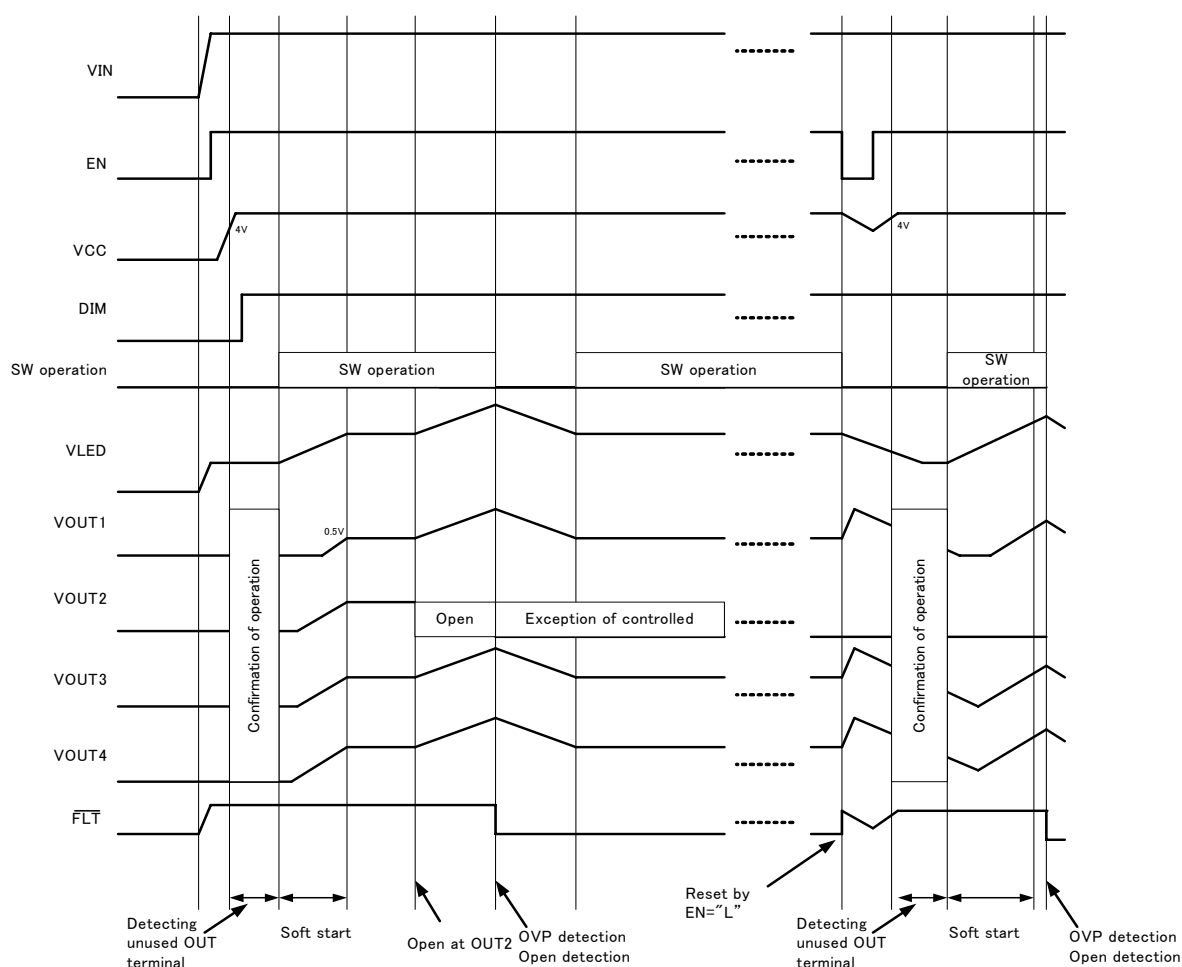 VIN
EN
VCC
4V
4V
DIM
SW operation
SW operation
SW operation
SW
operation
VLED
VOUT1
0.5V
VOUT2
Open
Exception of controlled
Confirmation of operation
Confirmation of operation
VOUT3
VOUT4
FLT
Reset by
EN="L"
Detecting
unused OUT
terminal
Soft start
Open at OUT2
OVP detection
Open detection
Detecting
unused OUT
terminal
Soft start
OVP detection
Open detection